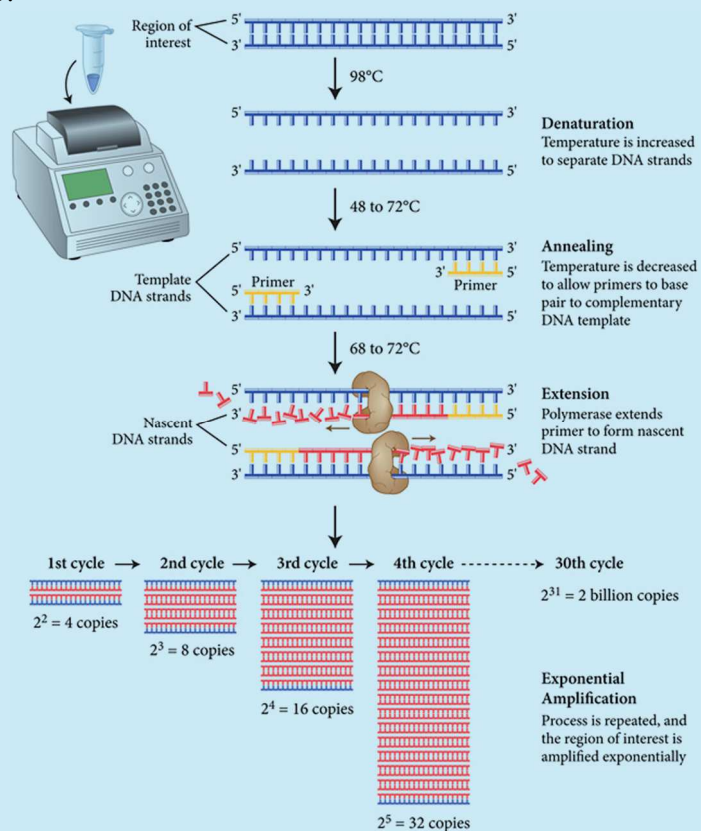 Region of
interest
5'
3'
3'
5'
98°C
5'
3'
3'
5'
Denaturation
Temperature is increased
to separate DNA strands
48 to 72°C
5'
3'
3'
5'
Primer
Template
DNA strands
Primer
5'
3'
3'
5'
Annealing
Temperature is decreased
to allow primers to base
pair to complementary
DNA template
68 to 72°C
5'
3'
3'
5'
Nascent
DNA strands
5'
3'
3'
5'
Extension
Polymerase extends
primer to form nascent
DNA strand
1st cycle
2nd cycle
3rd cycle
4th cycle
30th cycle
2² = 4 copies
2³ = 8 copies
2⁴ = 16 copies
2⁵ = 32 copies
2³¹ = 2 billion copies
Exponential
Amplification
Process is repeated, and
the region of interest is
amplified exponentially